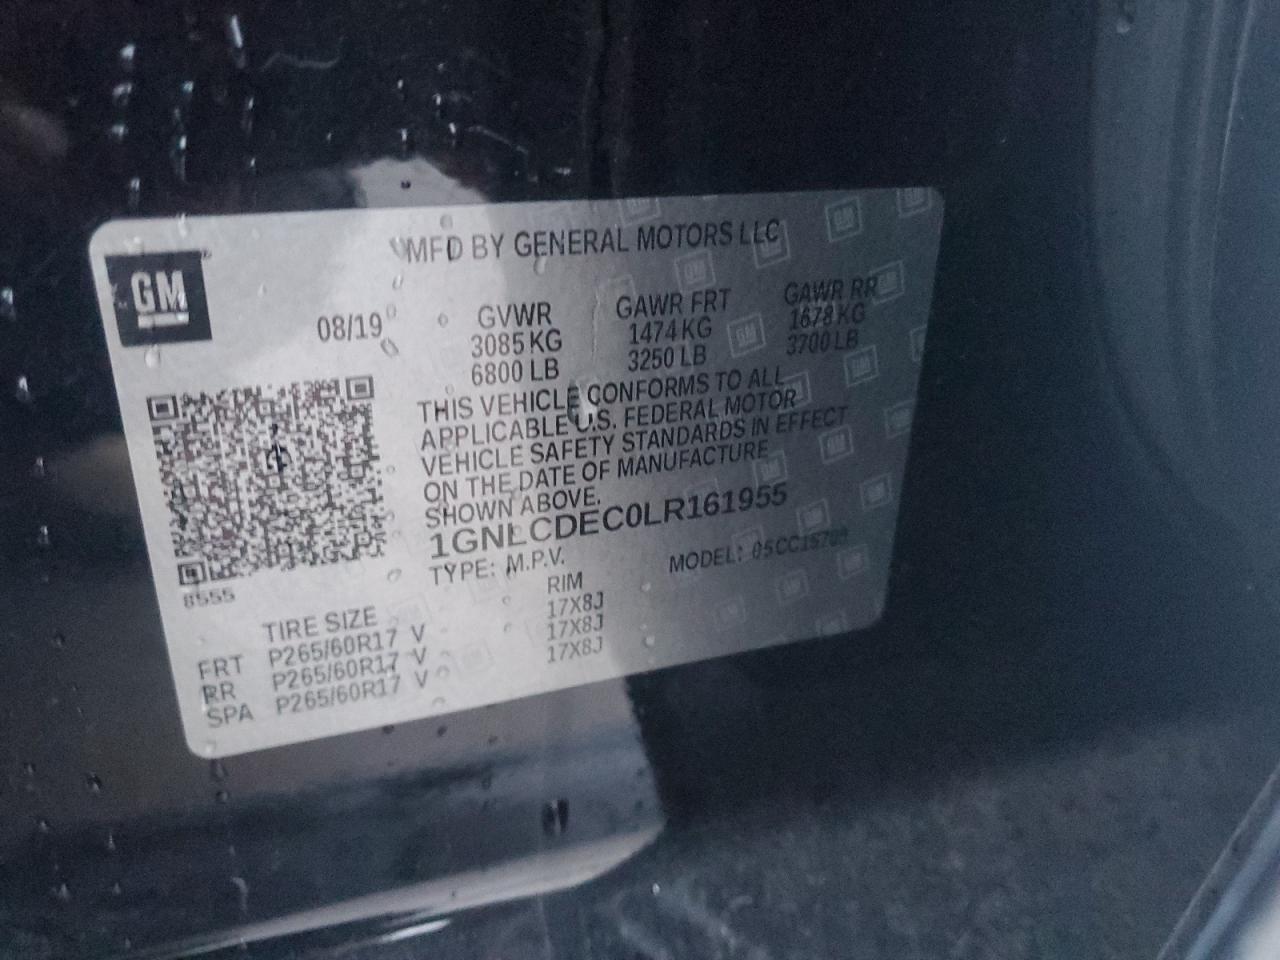 GM
MFD BY GENERAL MOTORS LLC
08/19
GVWR GAWR FRT GAWR RR
3085 KG 1474 KG 1678 KG
6800 LB 3250 LB 3700 LB
THIS VEHICLE CONFORMS TO ALL
APPLICABLE U.S. FEDERAL MOTOR
VEHICLE SAFETY STANDARDS IN EFFECT
ON THE DATE OF MANUFACTURE
SHOWN ABOVE.
1GNLCDEC0LR161955
TYPE: M.P.V. MODEL:
8555
TIRE SIZE RIM
FRT P265/60R17 V 17X8J
RR P265/60R17 V 17X8J
SPA P265/60R17 V 17X8J